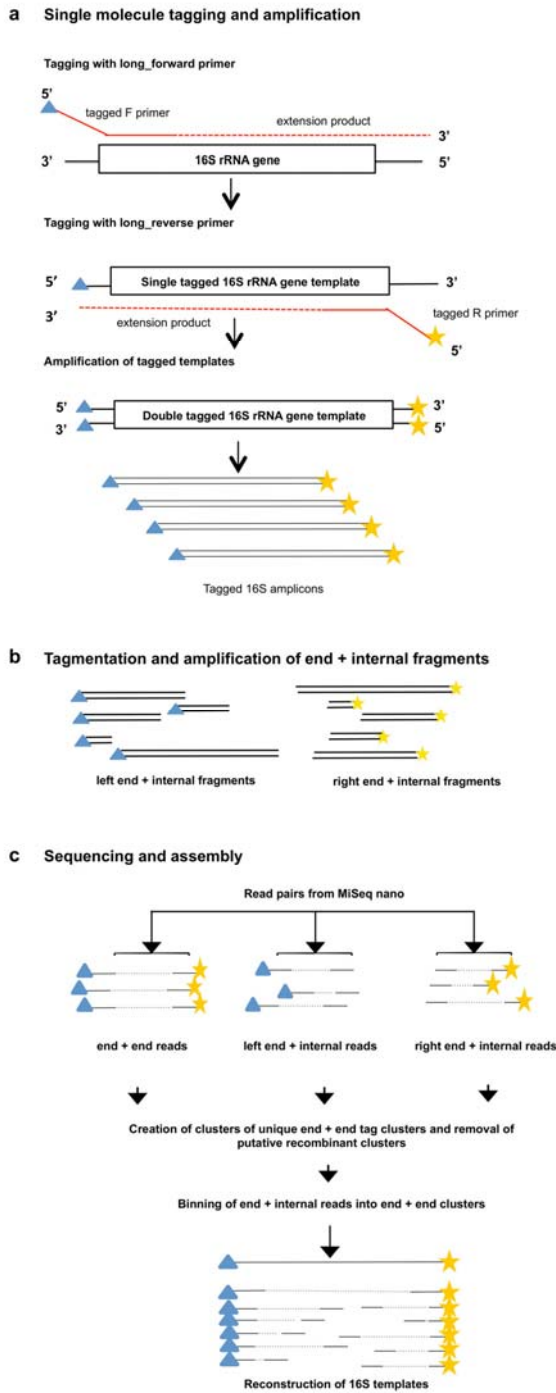 a Single molecule tagging and amplification
Tagging with long_forward primer
5’
tagged F primer
extension product
3’
3’
16S rRNA gene
5’
Tagging with long_reverse primer
5’
Single tagged 16S rRNA gene template
3’
3’
extension product
tagged R primer
5’
Amplification of tagged templates
5’
3’
3’
Double tagged 16S rRNA gene template
5’
Tagged 16S amplicons
b Tagmentation and amplification of end + internal fragments
left end + internal fragments
right end + internal fragments
c Sequencing and assembly
Read pairs from MiSeq nano
end + end reads
left end + internal reads
right end + internal reads
Creation of clusters of unique end + end tag clusters and removal of
putative recombinant clusters
Binning of end + internal reads into end + end clusters
Reconstruction of 16S templates